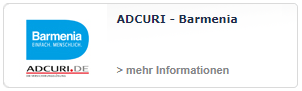 ADCURI - Barmenia
Barmenia
EINFACH. MENSCHLICH.
ADCURI.DE
> mehr Informationen